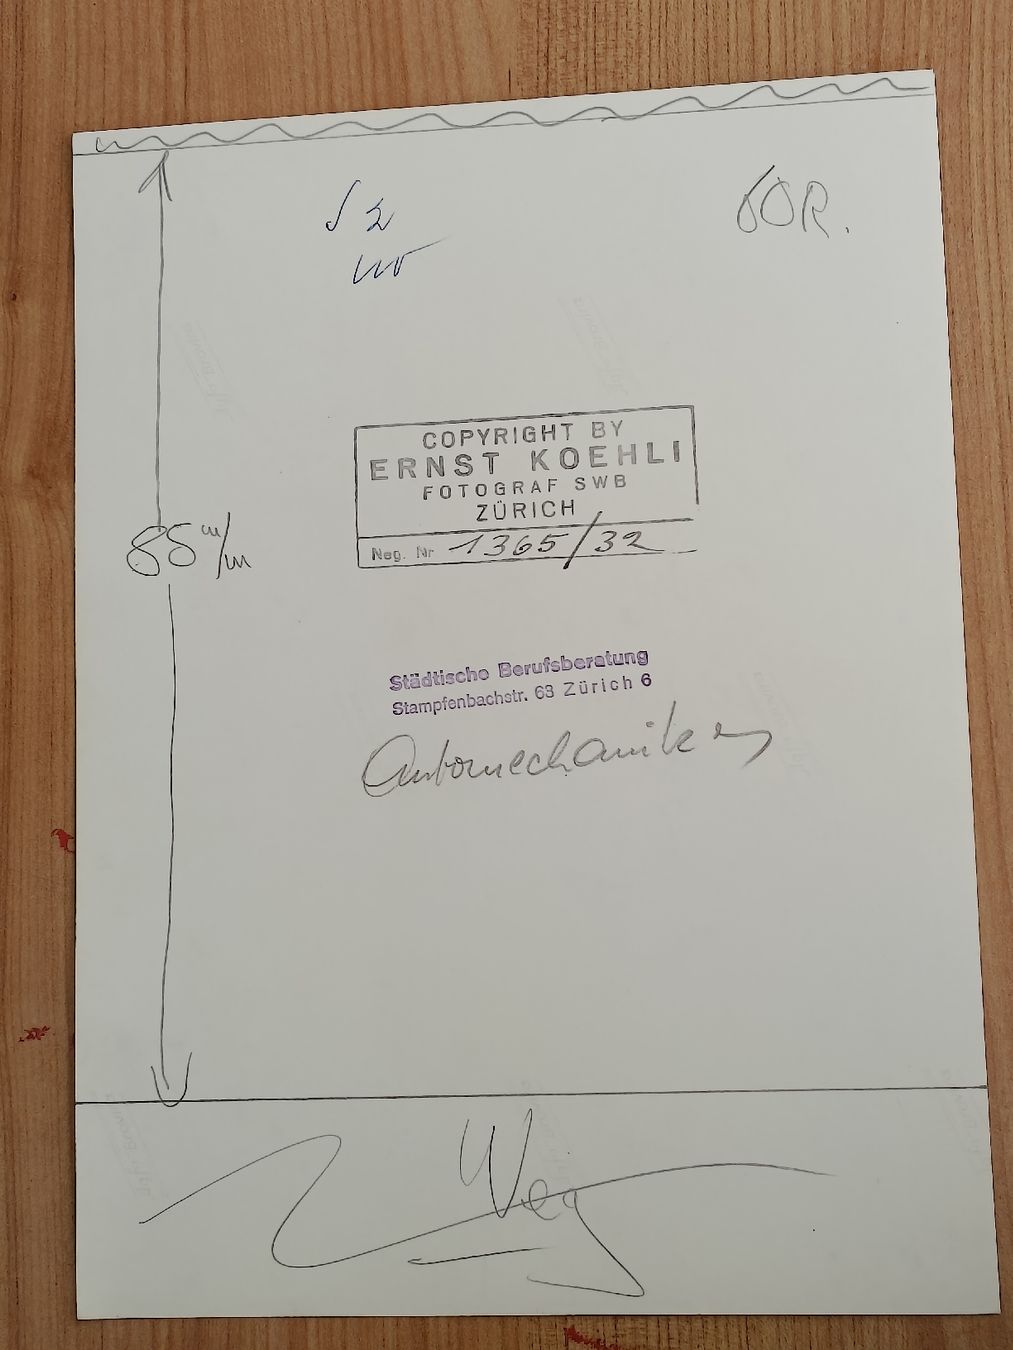 60R.
COPYRIGHT BY
ERNST KOEHLI
FOTOGRAF SWB
ZÜRICH
Neg. Nr 1365/32
85 m/m
Städtische Berufsberatung
Stampfenbachstr. 63 Zürich 6
Automechaniker
Weg